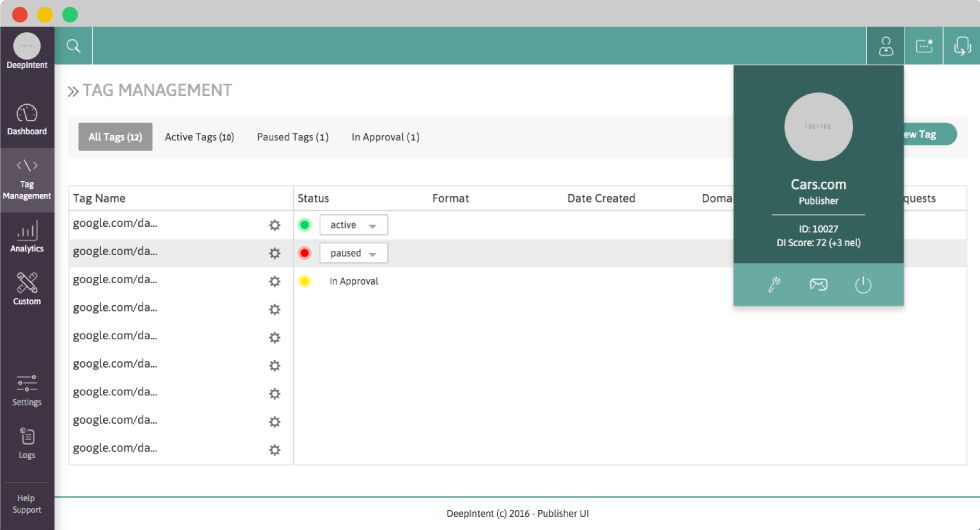 DeepIntent
Dashboard
Tag
Management
Analytics
Custom
Settings
Logs
Help
Support
TAG MANAGEMENT
All Tags (12)
Active Tags (10)
Paused Tags (1)
In Approval (1)
ew Tag
Tag Name
Status
Format
Date Created
Doma
quests
google.com/da...
active
google.com/da...
paused
google.com/da...
In Approval
google.com/da...
google.com/da...
google.com/da...
google.com/da...
google.com/da...
google.com/da...
100×100
Cars.com
Publisher
ID: 10027
DI Score: 72 (+3 nel)
DeepIntent (c) 2016 - Publisher UI